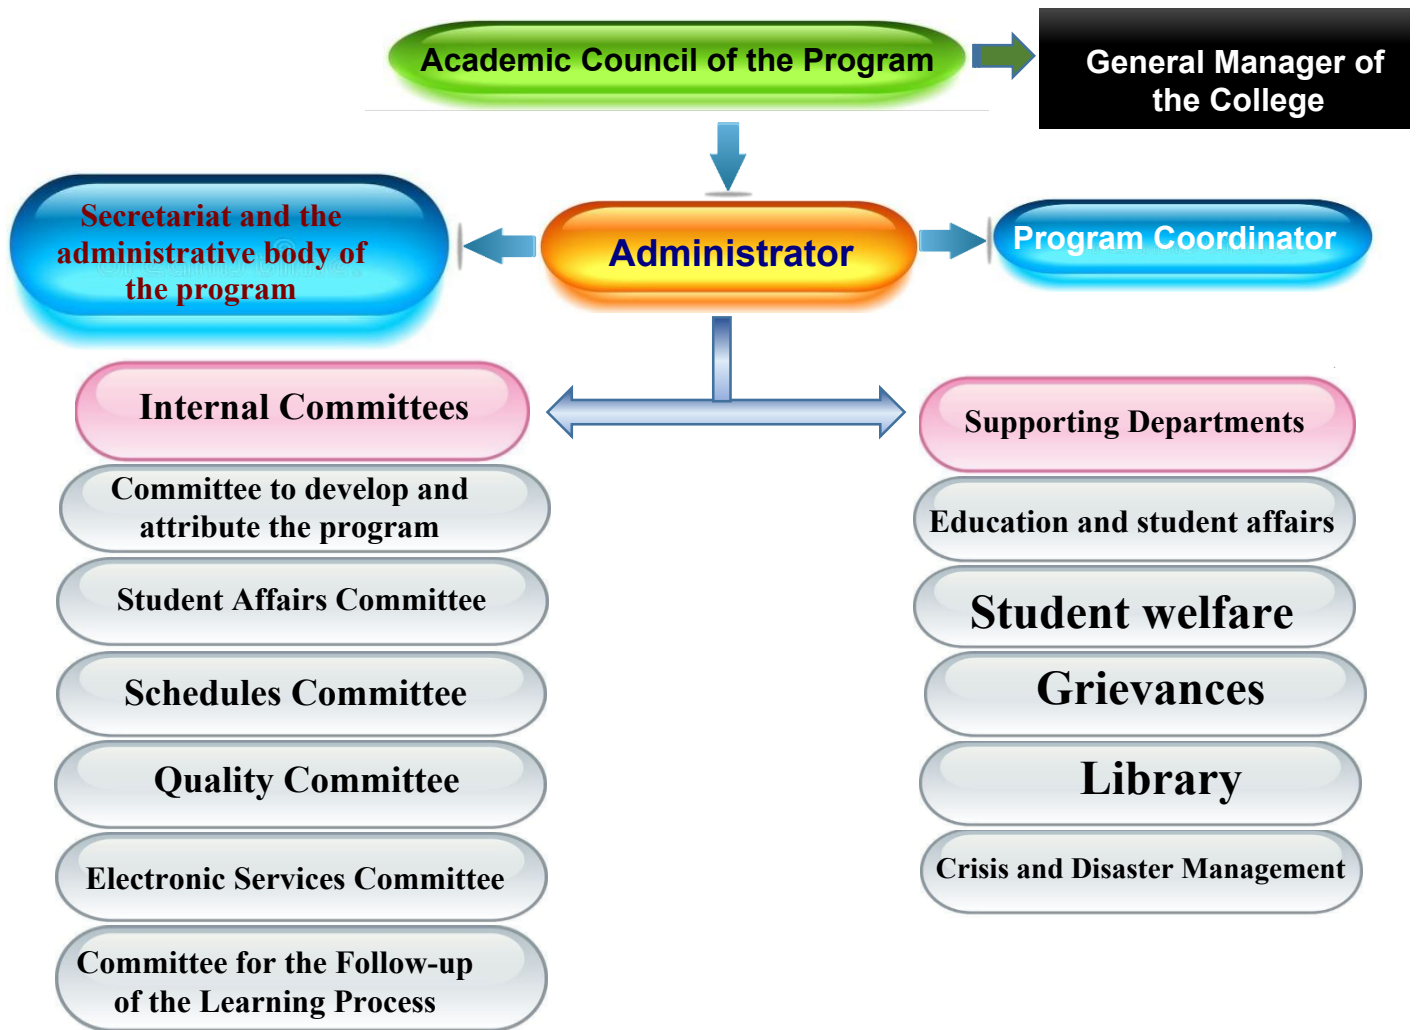 Academic Council of the Program
General Manager of
the College
Secretariat and the
administrative body of
the program
Administrator
Program Coordinator
Internal Committees
Committee to develop and
attribute the program
Student Affairs Committee
Schedules Committee
Quality Committee
Electronic Services Committee
Committee for the Follow-up
of the Learning Process
Supporting Departments
Education and student affairs
Student welfare
Grievances
Library
Crisis and Disaster Management